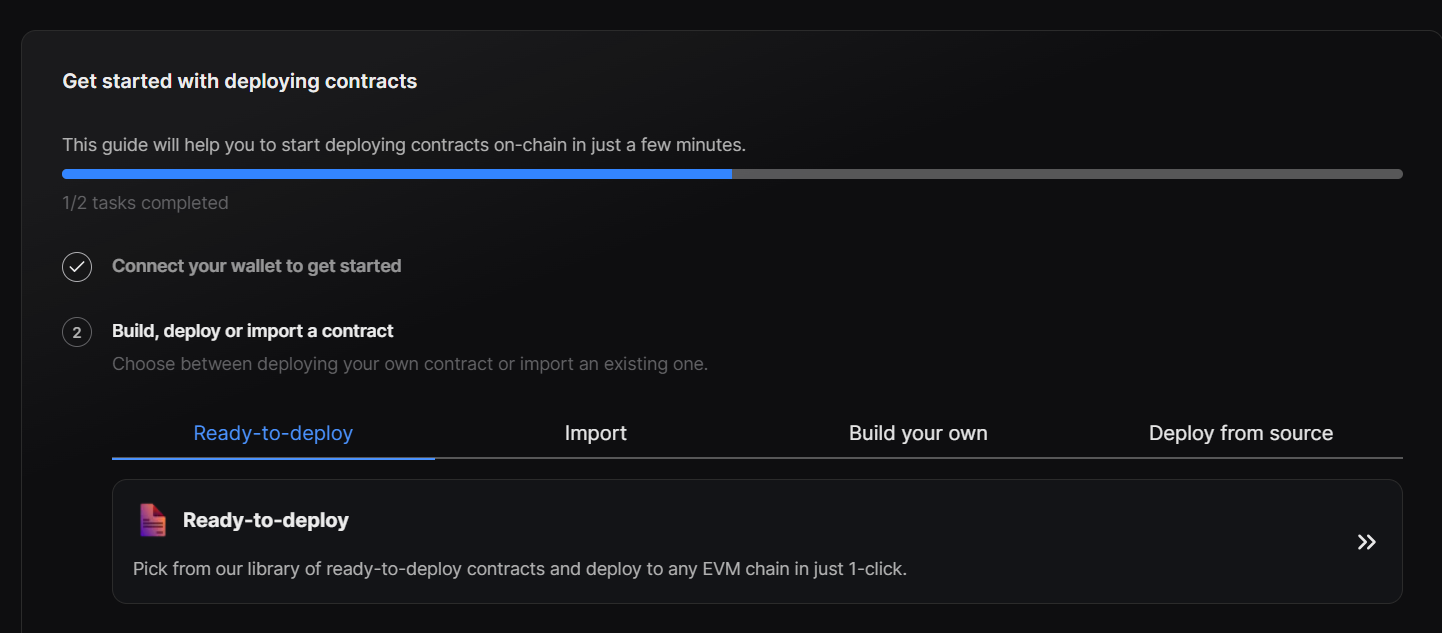 Get started with deploying contracts
This guide will help you to start deploying contracts on-chain in just a few minutes.
1/2 tasks completed
Connect your wallet to get started
2
Build, deploy or import a contract
Choose between deploying your own contract or import an existing one.
Ready-to-deploy
Import
Build your own
Deploy from source
Ready-to-deploy
Pick from our library of ready-to-deploy contracts and deploy to any EVM chain in just 1-click.